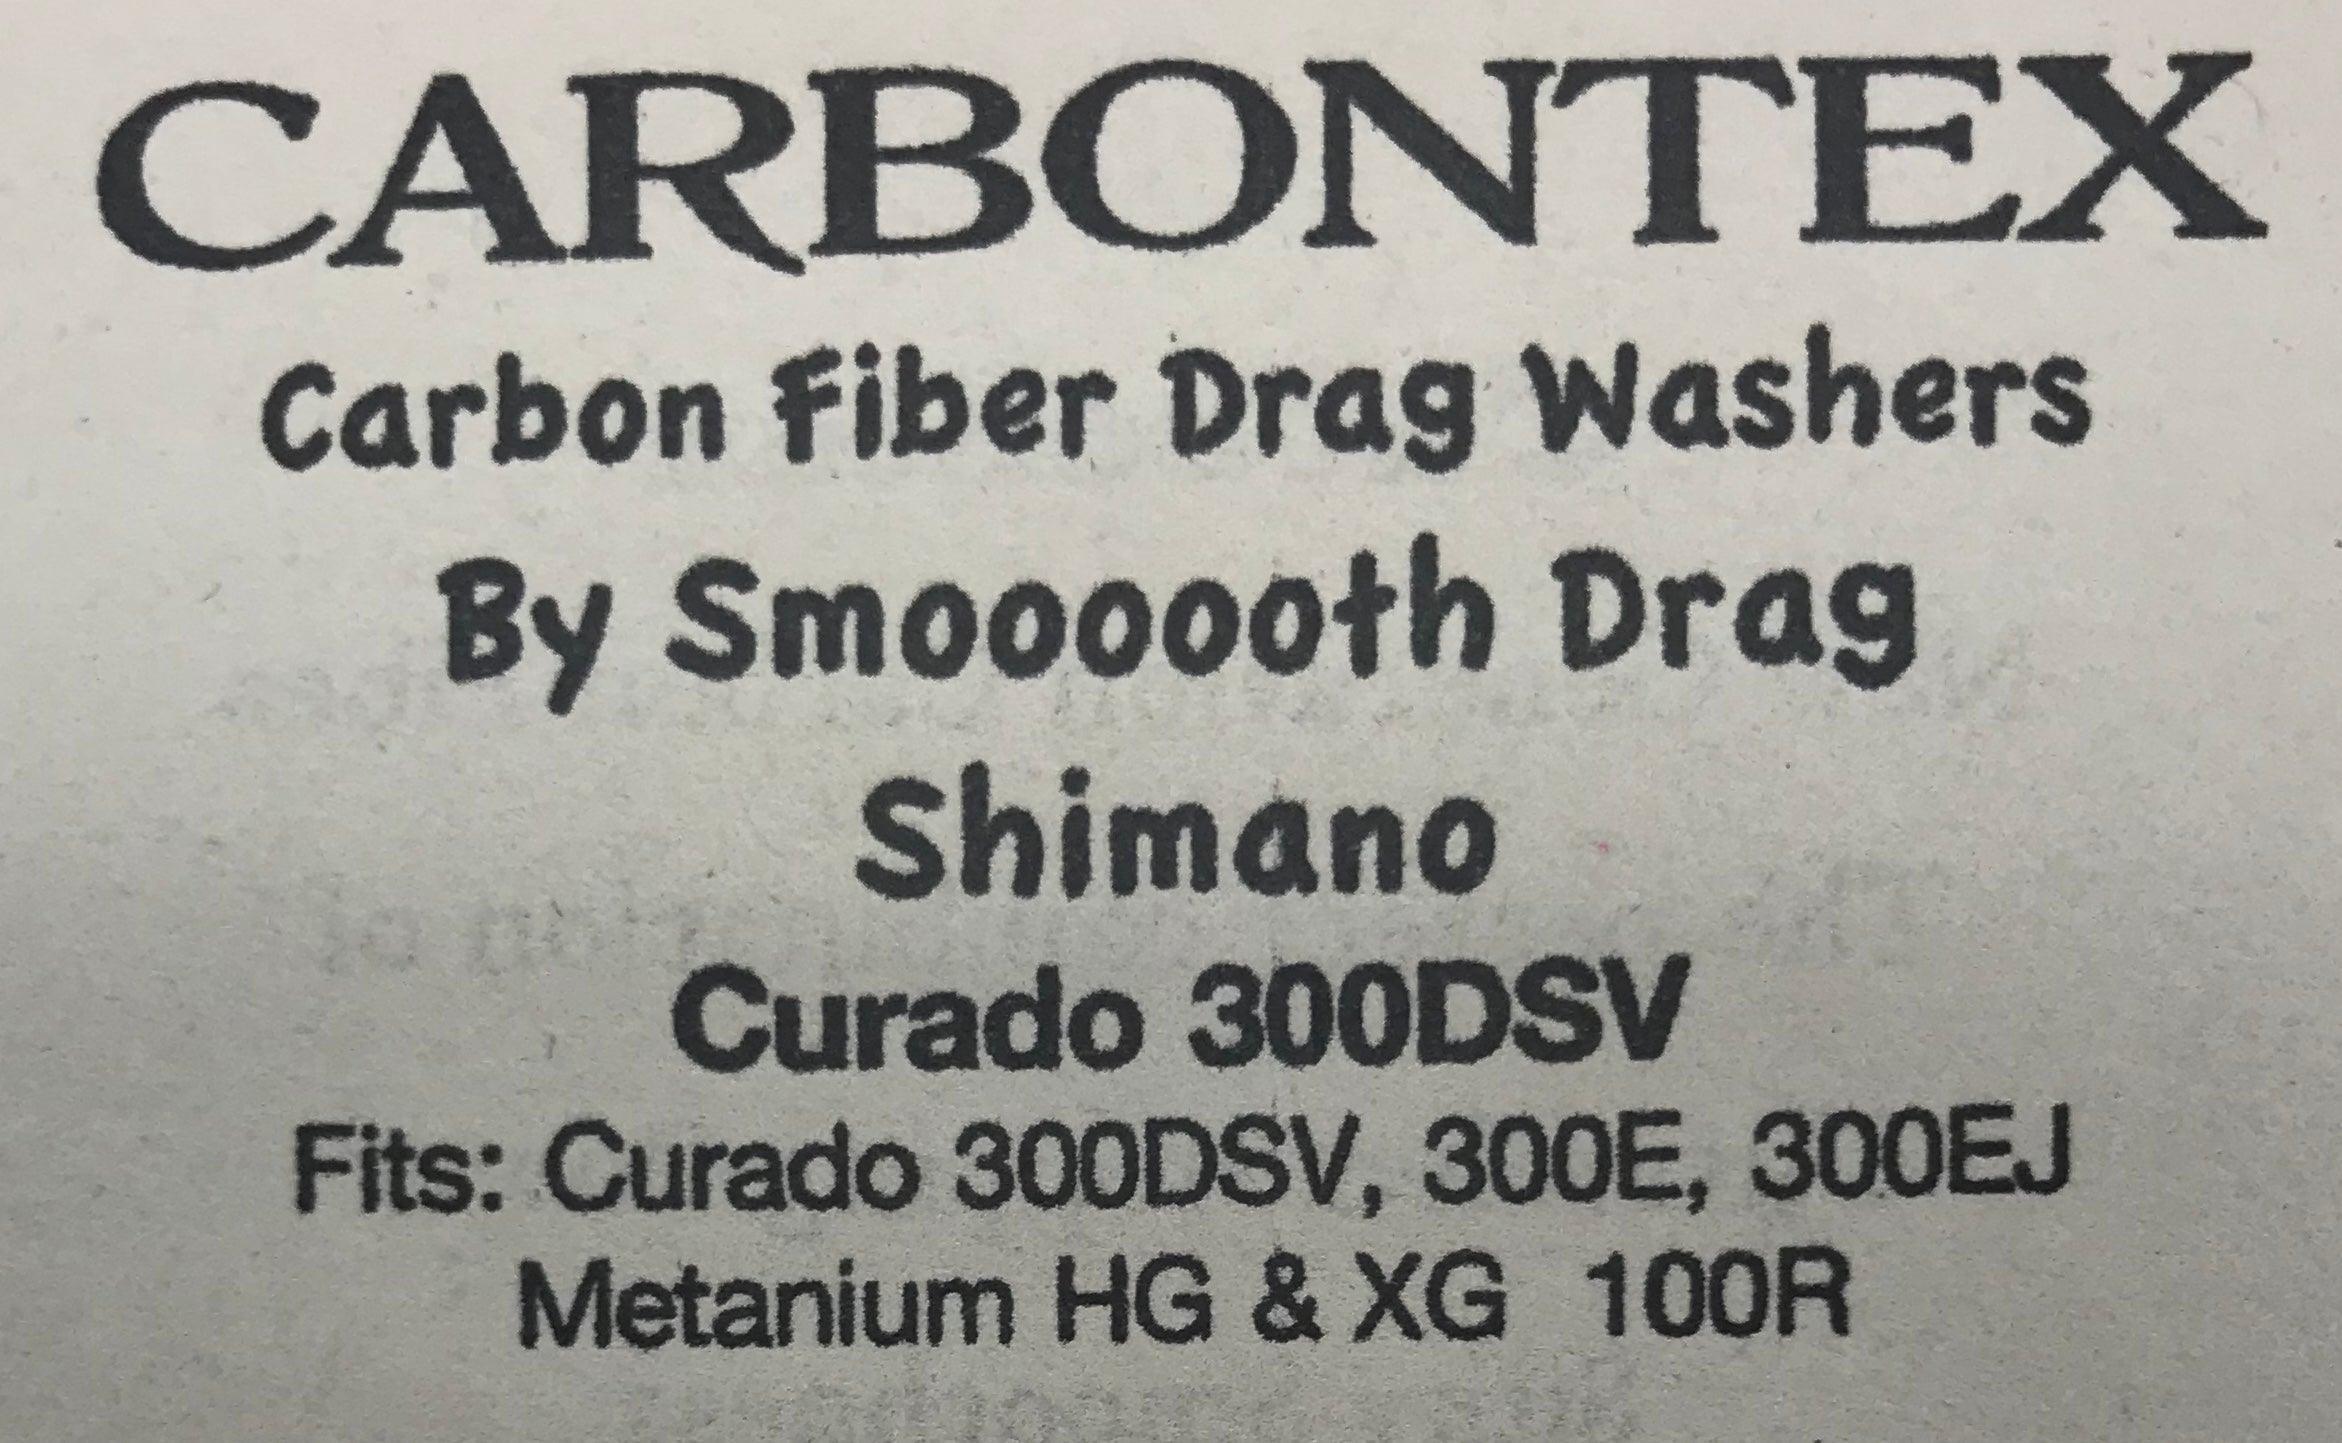 CARBONTEX
Carbon Fiber Drag Washers
By Smoooooth Drag
Shimano
Curado 300DSV
Fits: Curado 300DSV, 300E, 300EJ
Metanium HG & XG 100R